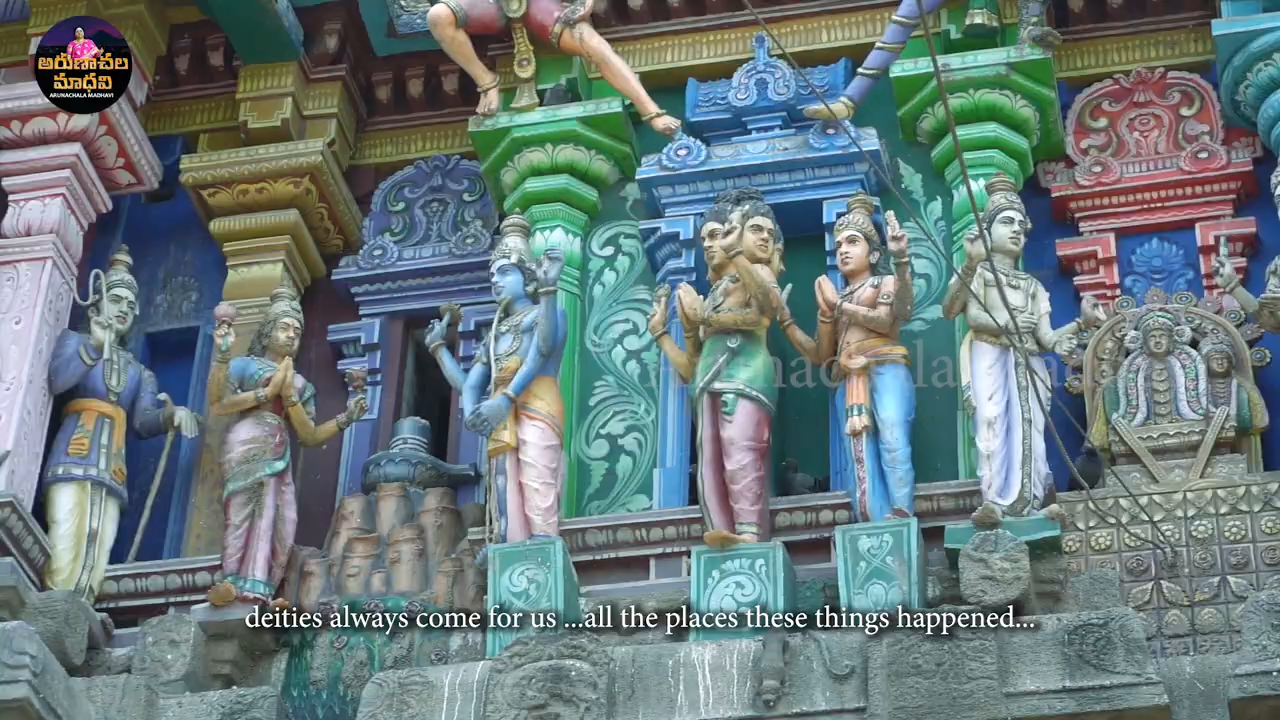 అరుణాచల
మాధవి
ARUNACHALA MADHAVI
deities always come for us ...all the places these things happened...